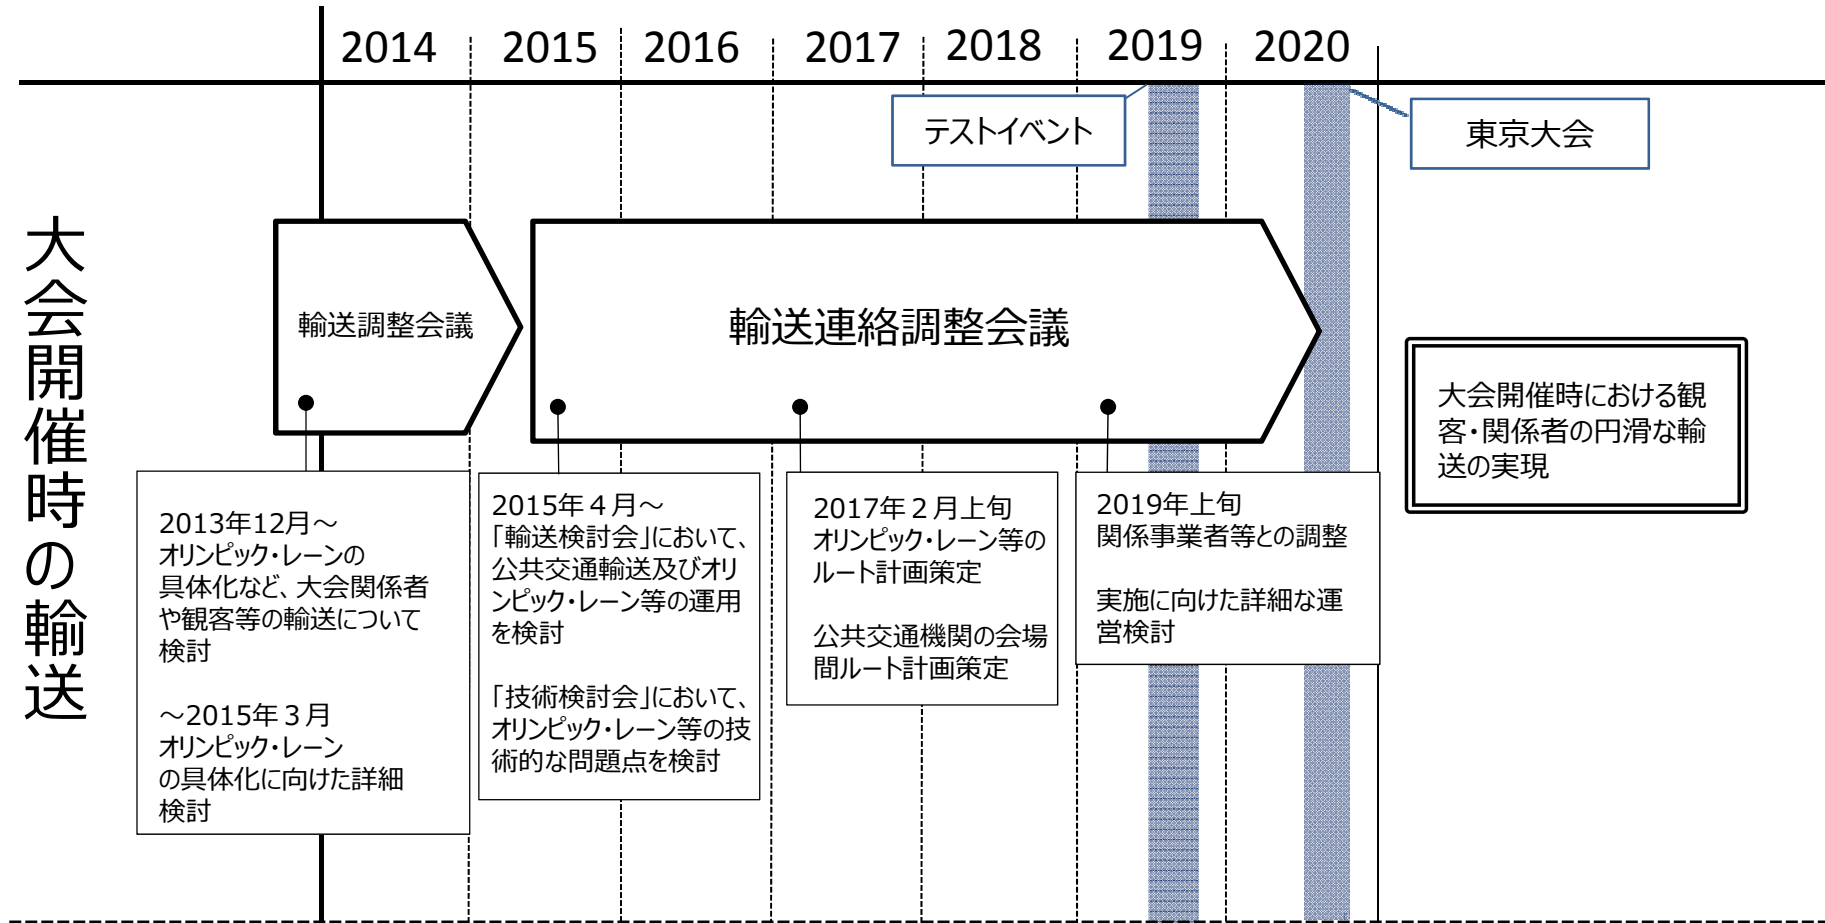 2014 2015 2016 2017 2018 2019 2020
テストイベント
東京大会
大会開催時の輸送
輸送調整会議
輸送連絡調整会議
大会開催時における観
客・関係者の円滑な輸
送の実現
2013年12月～
オリンピック・レーンの
具体化など、大会関係者
や観客等の輸送について
検討
～2015年３月
オリンピック・レーン
の具体化に向けた詳細
検討
2015年４月～
「輸送検討会」において、
公共交通輸送及びオリ
ンピック・レーン等の運用
を検討
「技術検討会」において、
オリンピック・レーン等の技
術的な問題点を検討
2017年２月上旬
オリンピック・レーン等の
ルート計画策定
公共交通機関の会場
間ルート計画策定
2019年上旬
関係事業者等との調整
実施に向けた詳細な運
営検討